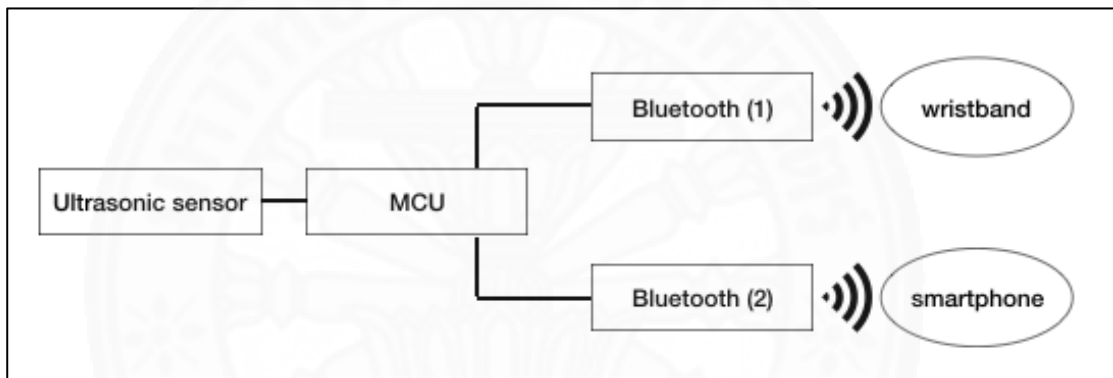 Bluetooth (1)
wristband
Ultrasonic sensor
MCU
Bluetooth (2)
smartphone